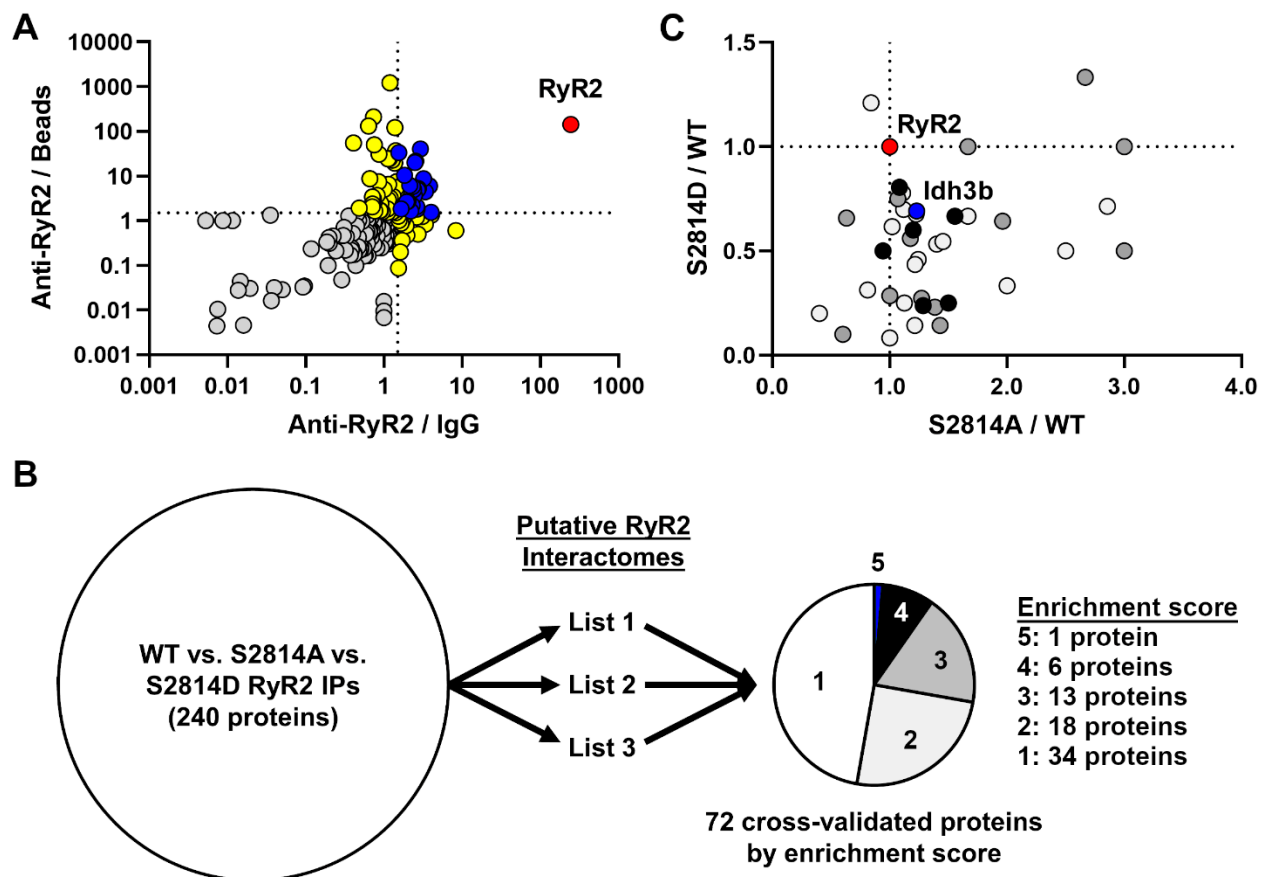 A
10000
1000
100
10
1
0.1
0.01
0.001
Anti-RyR2 / Beads
RyR2
0.001 0.01 0.1 1 10 100 1000
Anti-RyR2 / IgG
C
1.5
1.0
0.5
0.0
S2814D / WT
RyR2
Idh3b
0.0 1.0 2.0 3.0 4.0
S2814A / WT
B
WT vs. S2814A vs.
S2814D RyR2 IPs
(240 proteins)
Putative RyR2
Interactomes
List 1
List 2
List 3
5
4
3
2
1
72 cross-validated proteins
by enrichment score
Enrichment score
5: 1 protein
4: 6 proteins
3: 13 proteins
2: 18 proteins
1: 34 proteins